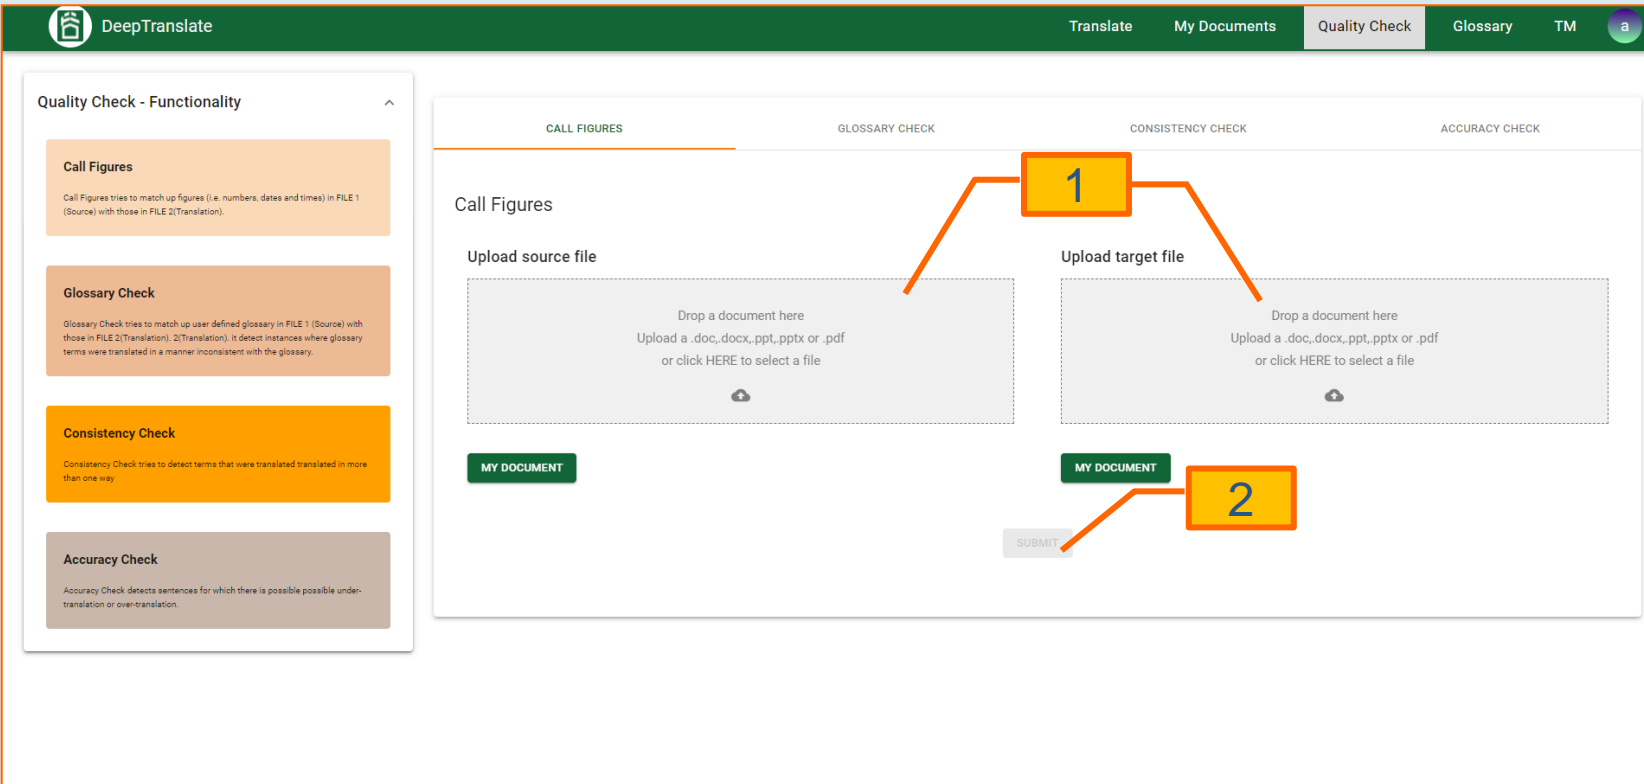 DeepTranslate
Translate
My Documents
Quality Check
Glossary
TM
a
Quality Check - Functionality
Call Figures
Call Figures tries to match up figures (i.e. numbers, dates and times) in FILE 1
(Source) with those in FILE 2(Translation).
Glossary Check
Glossary Check tries to match up user defined glossary in FILE 1 (Source) with
those in FILE 2(Translation). 2(Translation). it detect instances where glossary
terms were translated in a manner inconsistent with the glossary.
Consistency Check
Consistency Check tries to detect terms that were translated translated in more
than one way
Accuracy Check
Accuracy Check detects sentences for which there is possible possible under-
translation or over-translation.
CALL FIGURES
GLOSSARY CHECK
CONSISTENCY CHECK
ACCURACY CHECK
1
Call Figures
Upload source file
Drop a document here
Upload a .doc,.docx,.ppt,.pptx or .pdf
or click HERE to select a file
MY DOCUMENT
Upload target file
Drop a document here
Upload a .doc,.docx,.ppt,.pptx or .pdf
or click HERE to select a file
MY DOCUMENT
2
SUBMIT